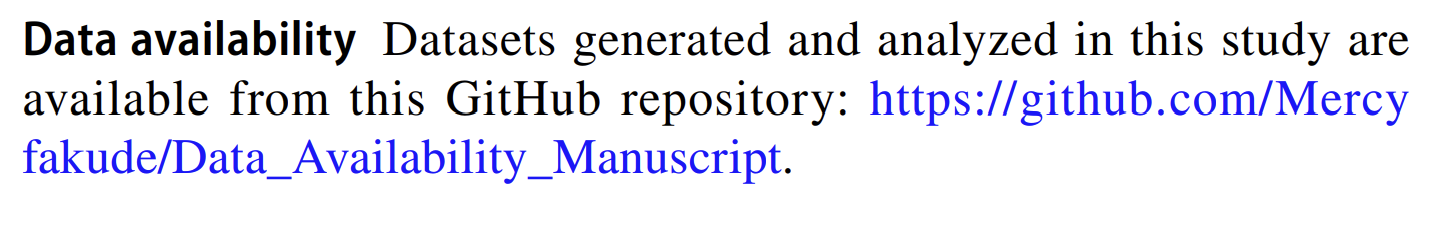 Data availability Datasets generated and analyzed in this study are
available from this GitHub repository: https://github.com/Mercy
fakude/Data_Availability_Manuscript.